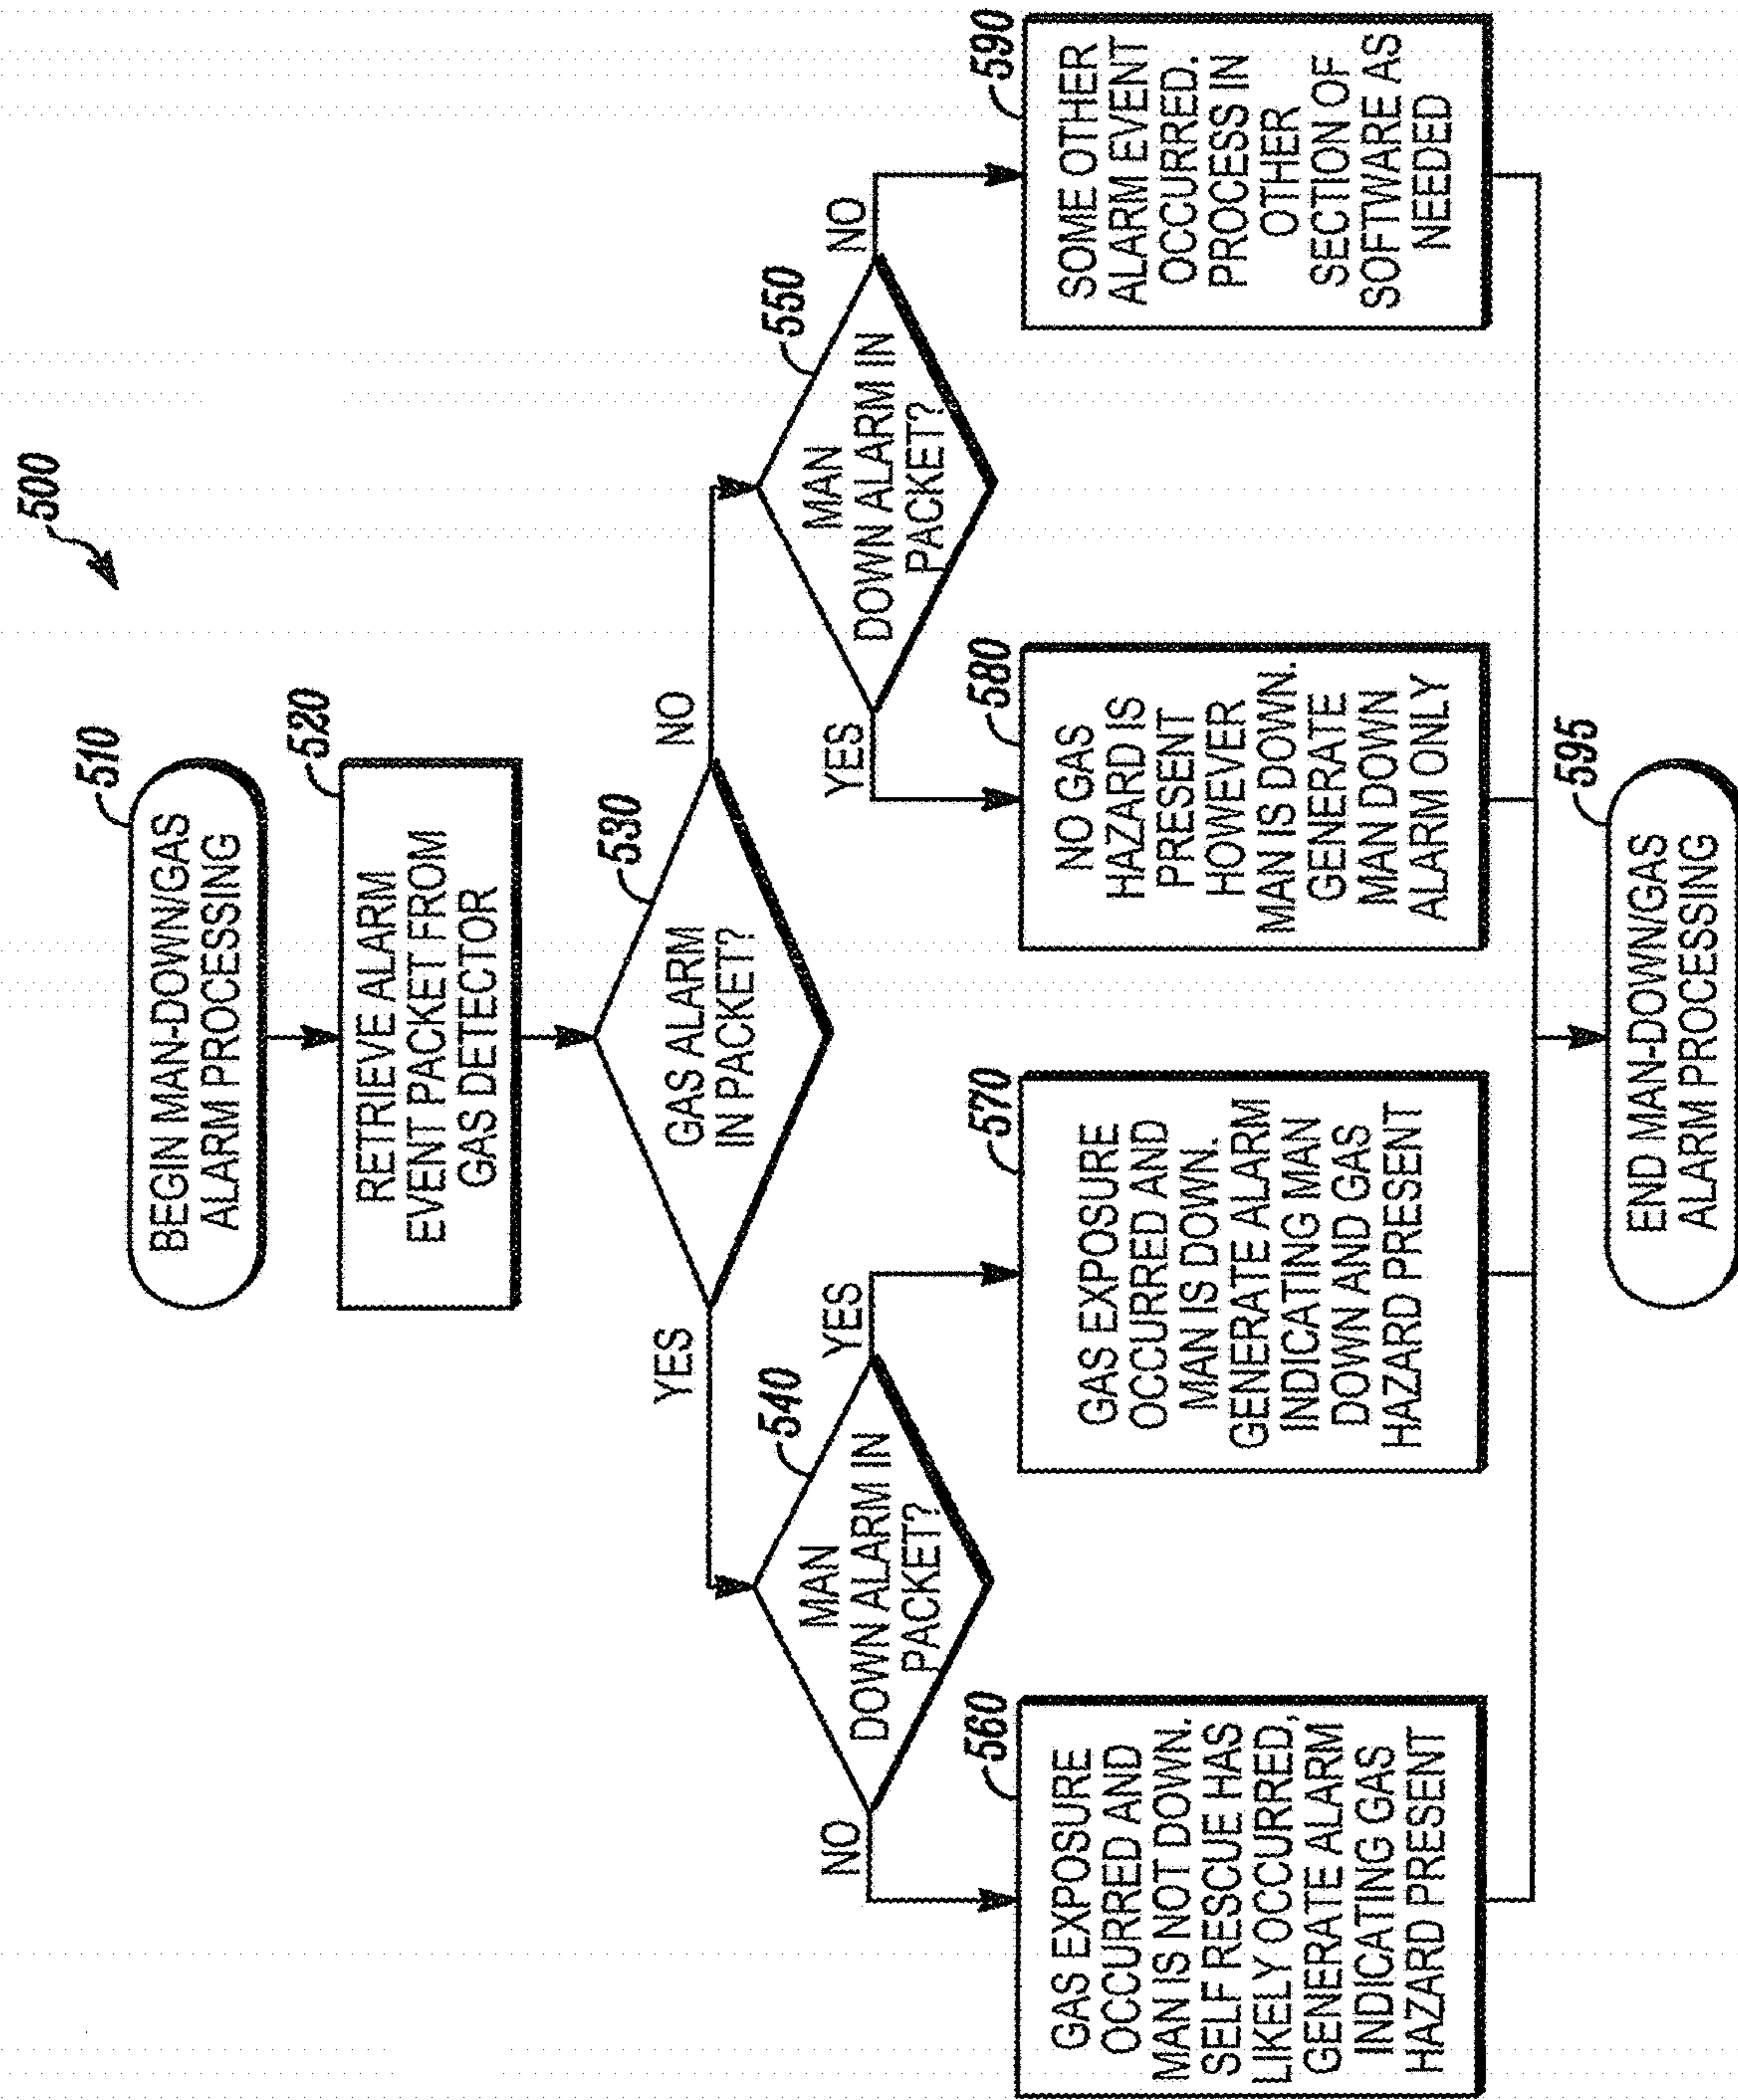 500
510
BEGIN MAN-DOWN/GAS
ALARM PROCESSING
520
RETRIEVE ALARM
EVENT PACKET FROM
GAS DETECTOR
530
GAS ALARM
IN PACKET?
YES
NO
540
MAN
DOWN ALARM IN
PACKET?
NO
YES
550
MAN
DOWN ALARM IN
PACKET?
YES
NO
560
GAS EXPOSURE
OCCURRED AND
MAN IS NOT DOWN.
SELF RESCUE HAS
LIKELY OCCURRED,
GENERATE ALARM
INDICATING GAS
HAZARD PRESENT
570
GAS EXPOSURE
OCCURRED AND
MAN IS DOWN.
GENERATE ALARM
INDICATING MAN
DOWN AND GAS
HAZARD PRESENT
580
NO GAS
HAZARD IS
PRESENT
HOWEVER
MAN IS DOWN.
GENERATE
MAN DOWN
ALARM ONLY
590
SOME OTHER
ALARM EVENT
OCCURRED.
PROCESS IN
OTHER
SECTION OF
SOFTWARE AS
NEEDED
595
END MAN-DOWN/GAS
ALARM PROCESSING